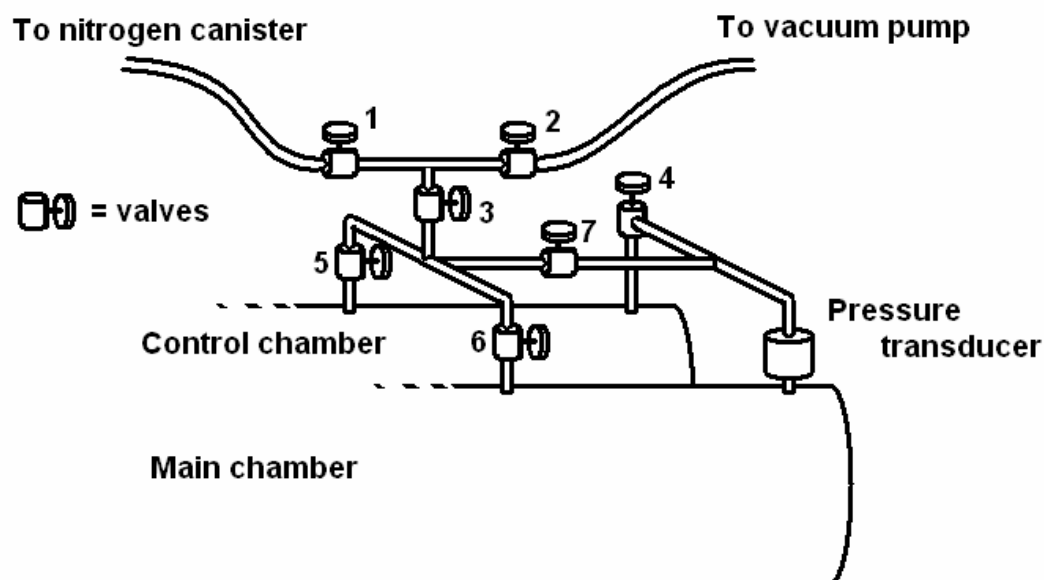 To nitrogen canister
To vacuum pump
1
2
= valves
3
4
5
7
Control chamber
6
Pressure
transducer
Main chamber